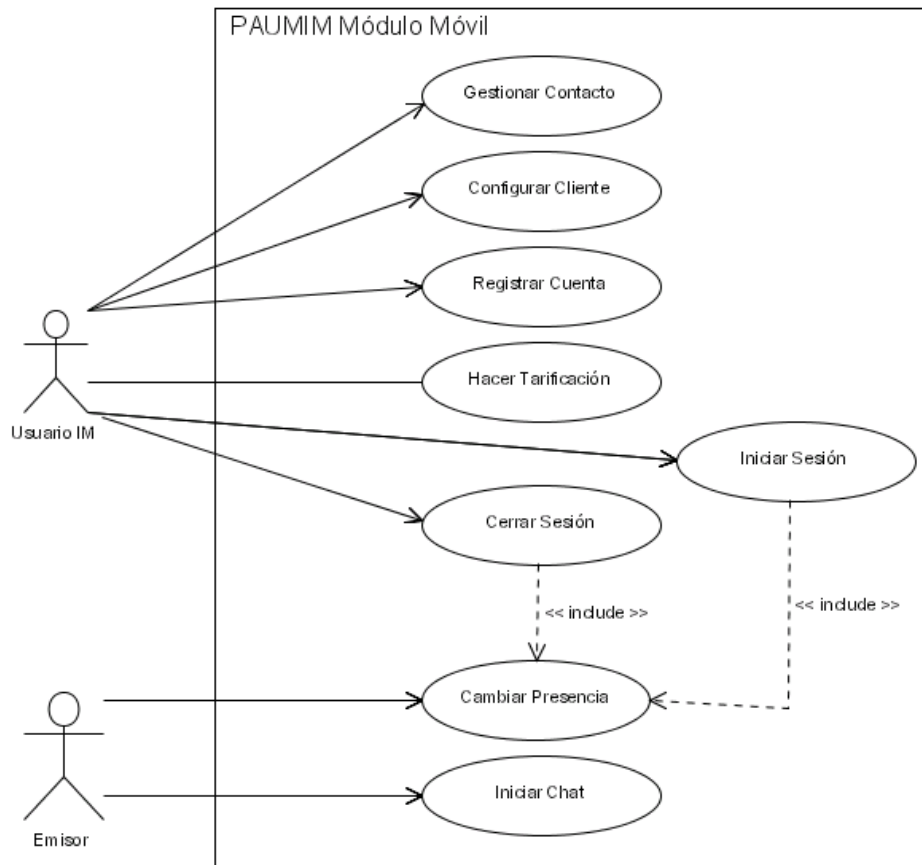 PAUMIM Módulo Móvil
Gestionar Contacto
Configurar Cliente
Registrar Cuenta
Hacer Tarificación
Usuario IM
Iniciar Sesión
Cerrar Sesión
<< include >>
<< include >>
Cambiar Presencia
Iniciar Chat
Emisor